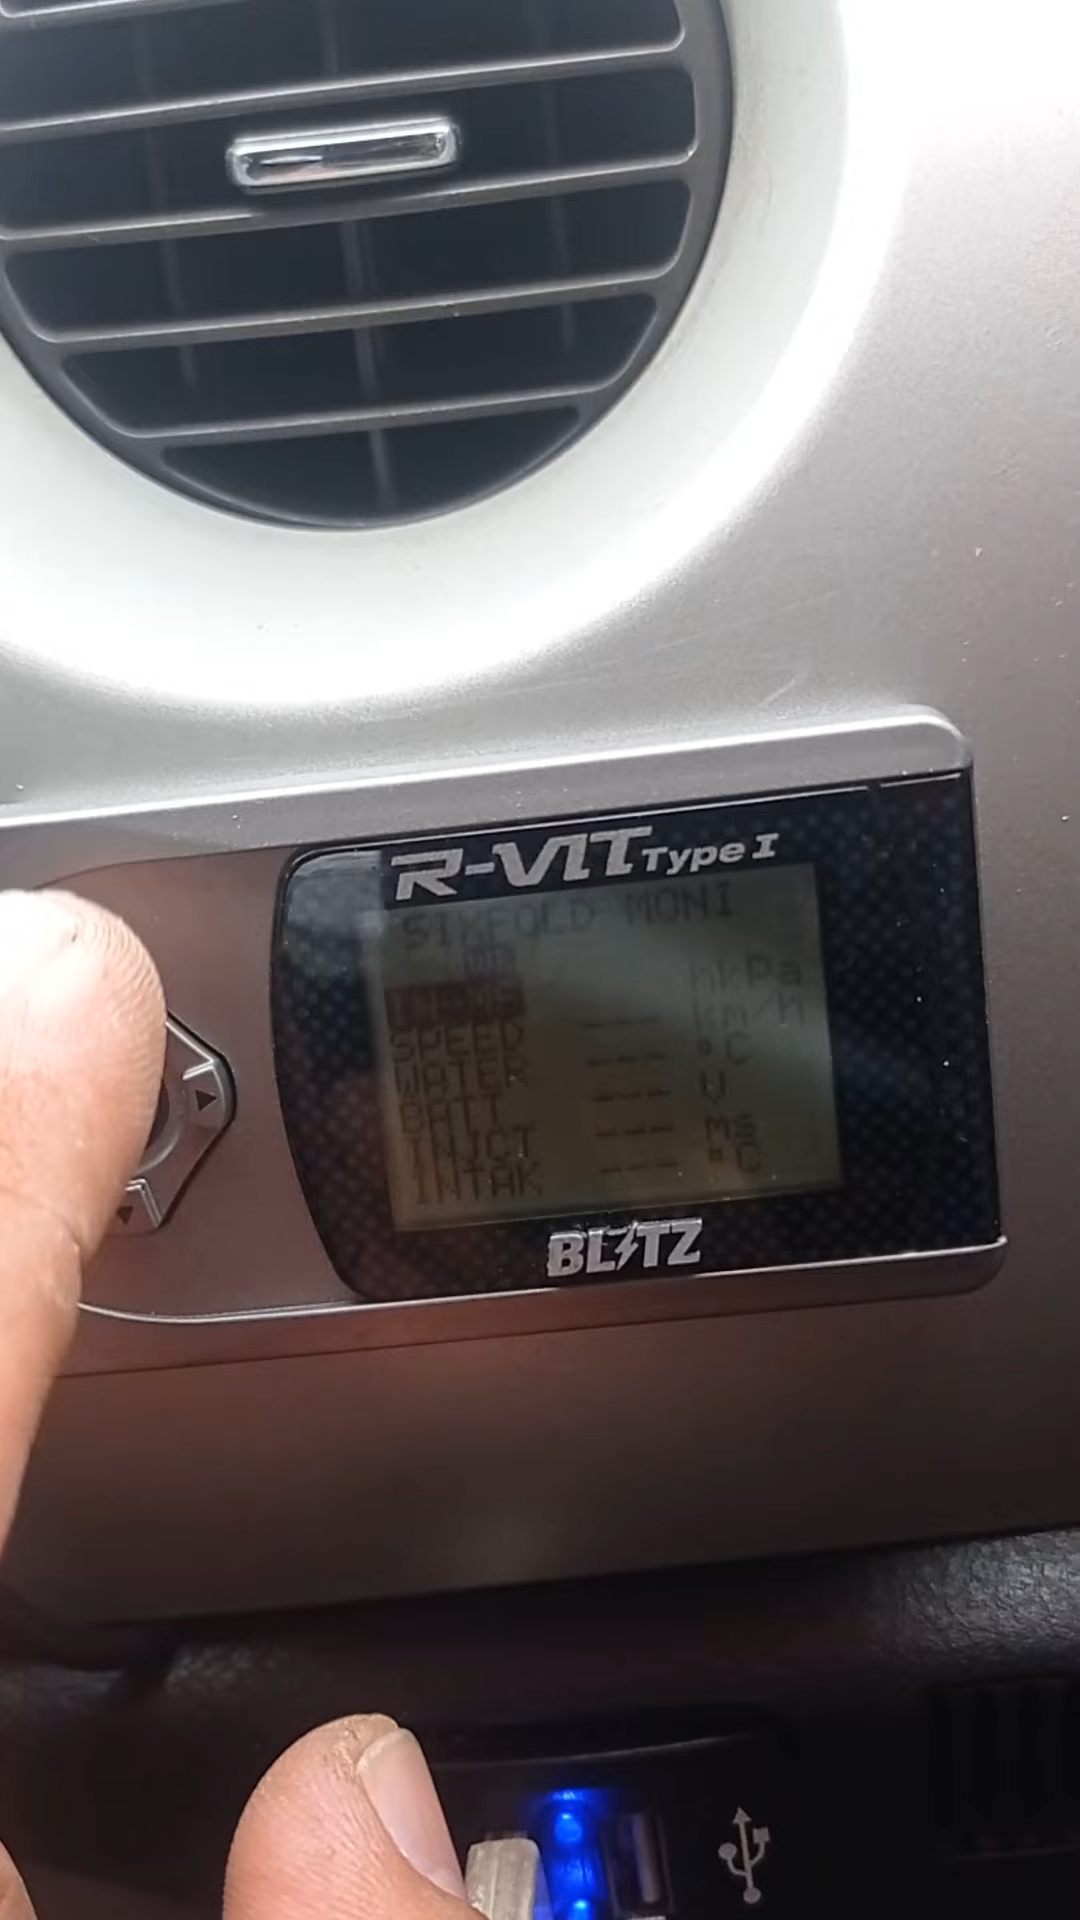 R-VIT Type I
SIXFOLD MONI
kPa
SPEED --- km/h
WATER --- °C
BATT --- V
INJCT --- ms
INTAK --- °C
BLITZ